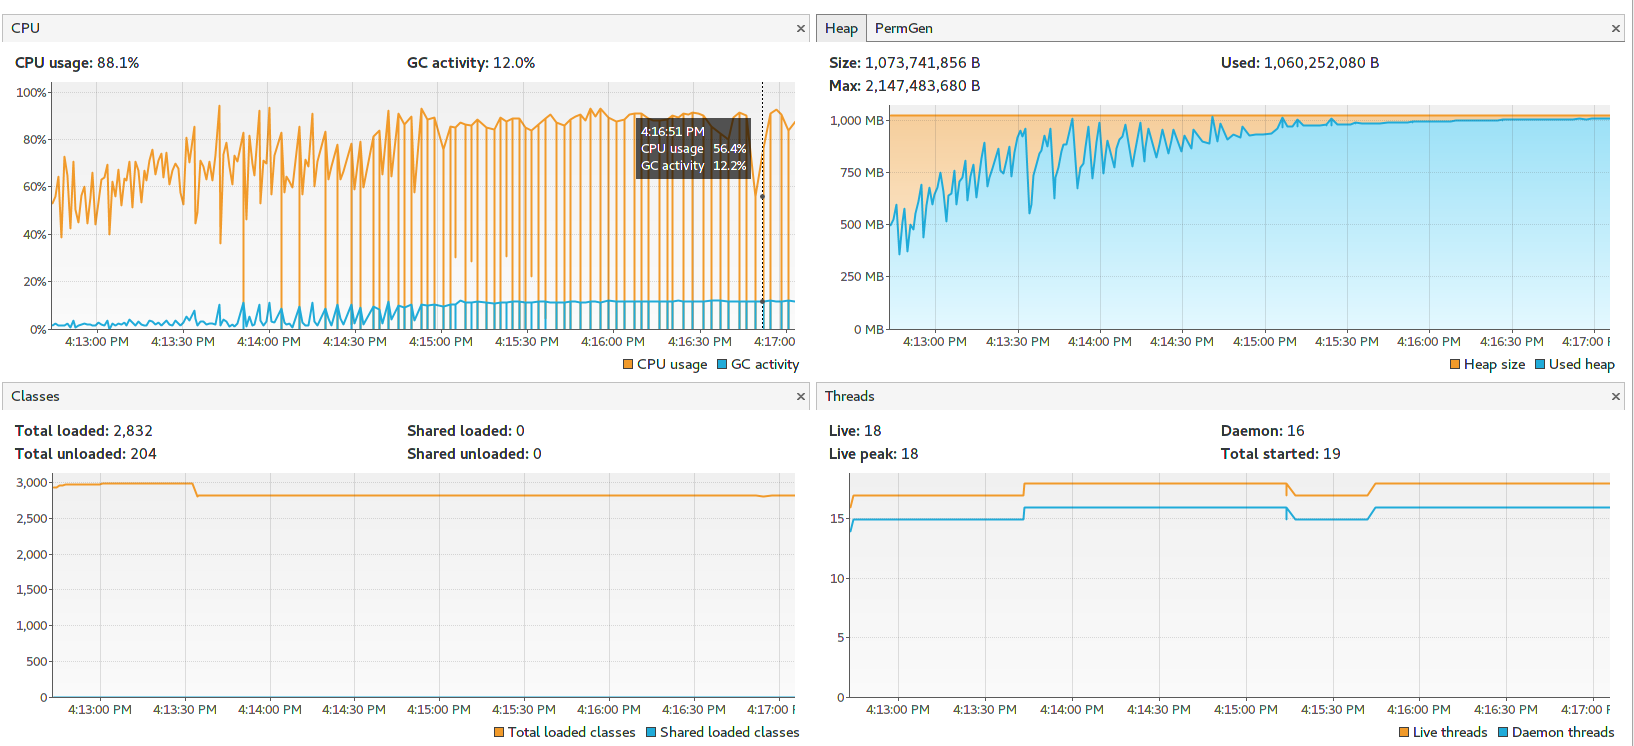 CPU
CPU usage: 88.1% GC activity: 12.0%
100%
80%
60%
40%
20%
0%
4:16:51 PM
CPU usage 56.4%
GC activity 12.2%
4:13:00 PM 4:13:30 PM 4:14:00 PM 4:14:30 PM 4:15:00 PM 4:15:30 PM 4:16:00 PM 4:16:30 PM 4:17:00
CPU usage GC activity
Heap PermGen
Size: 1,073,741,856 B Used: 1,060,252,080 B
Max: 2,147,483,680 B
1,000 MB
750 MB
500 MB
250 MB
0 MB
4:13:00 PM 4:13:30 PM 4:14:00 PM 4:14:30 PM 4:15:00 PM 4:15:30 PM 4:16:00 PM 4:16:30 PM 4:17:00 P
Heap size Used heap
Classes
Total loaded: 2,832 Shared loaded: 0
Total unloaded: 204 Shared unloaded: 0
3,000
2,500
2,000
1,500
1,000
500
0
4:13:00 PM 4:13:30 PM 4:14:00 PM 4:14:30 PM 4:15:00 PM 4:15:30 PM 4:16:00 PM 4:16:30 PM 4:17:00 P
Total loaded classes Shared loaded classes
Threads
Live: 18 Daemon: 16
Live peak: 18 Total started: 19
15
10
5
0
4:13:00 PM 4:13:30 PM 4:14:00 PM 4:14:30 PM 4:15:00 PM 4:15:30 PM 4:16:00 PM 4:16:30 PM 4:17:00 P
Live threads Daemon threads